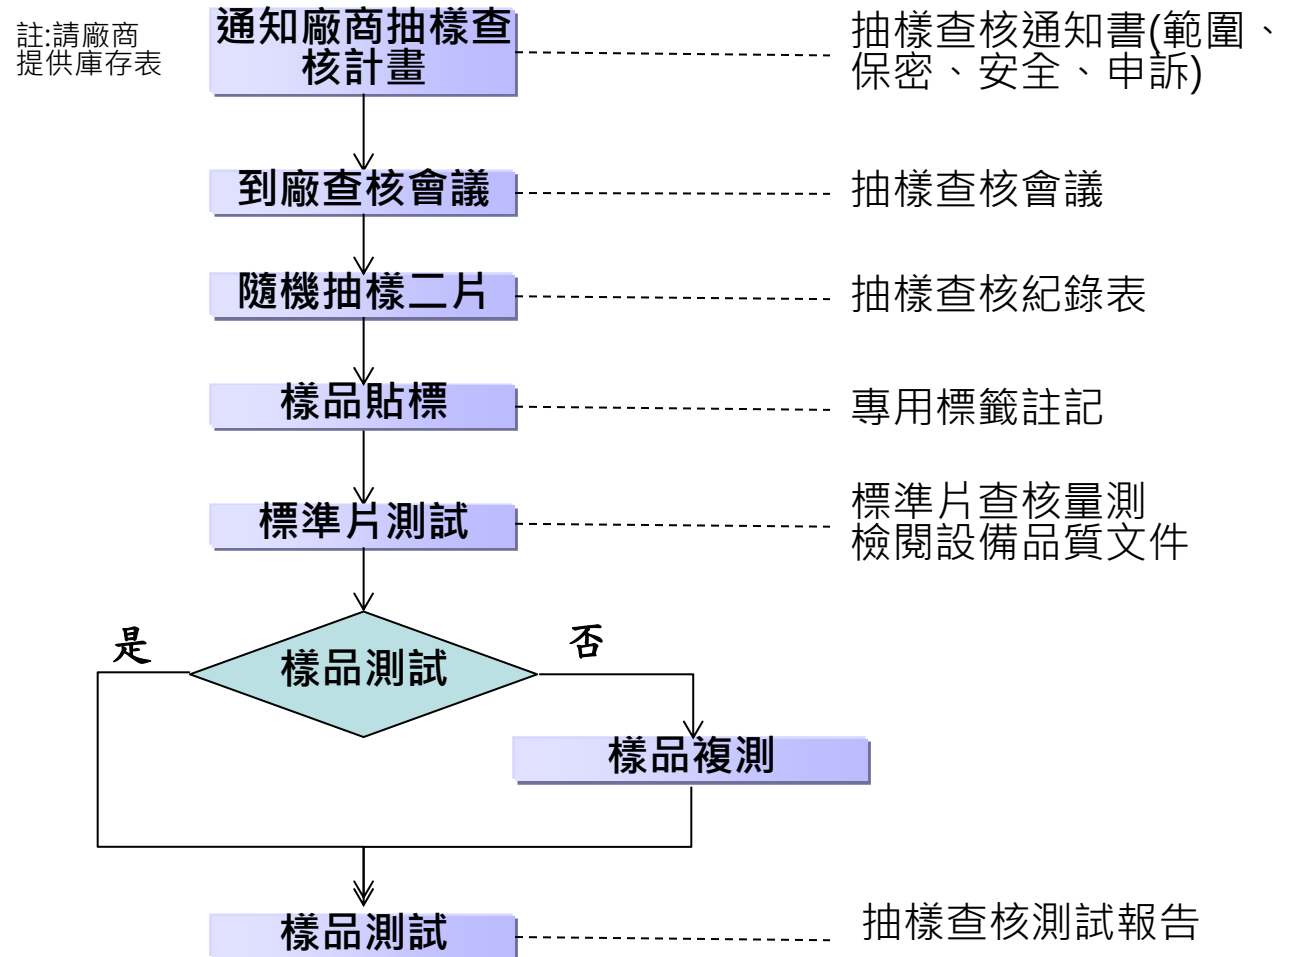 註:請廠商
提供庫存表
通知廠商抽樣查
核計畫
抽樣查核通知書(範圍、
保密、安全、申訴)
到廠查核會議
抽樣查核會議
隨機抽樣二片
抽樣查核紀錄表
樣品貼標
專用標籤註記
標準片測試
標準片查核量測
檢閱設備品質文件
是
樣品測試
否
樣品複測
樣品測試
抽樣查核測試報告